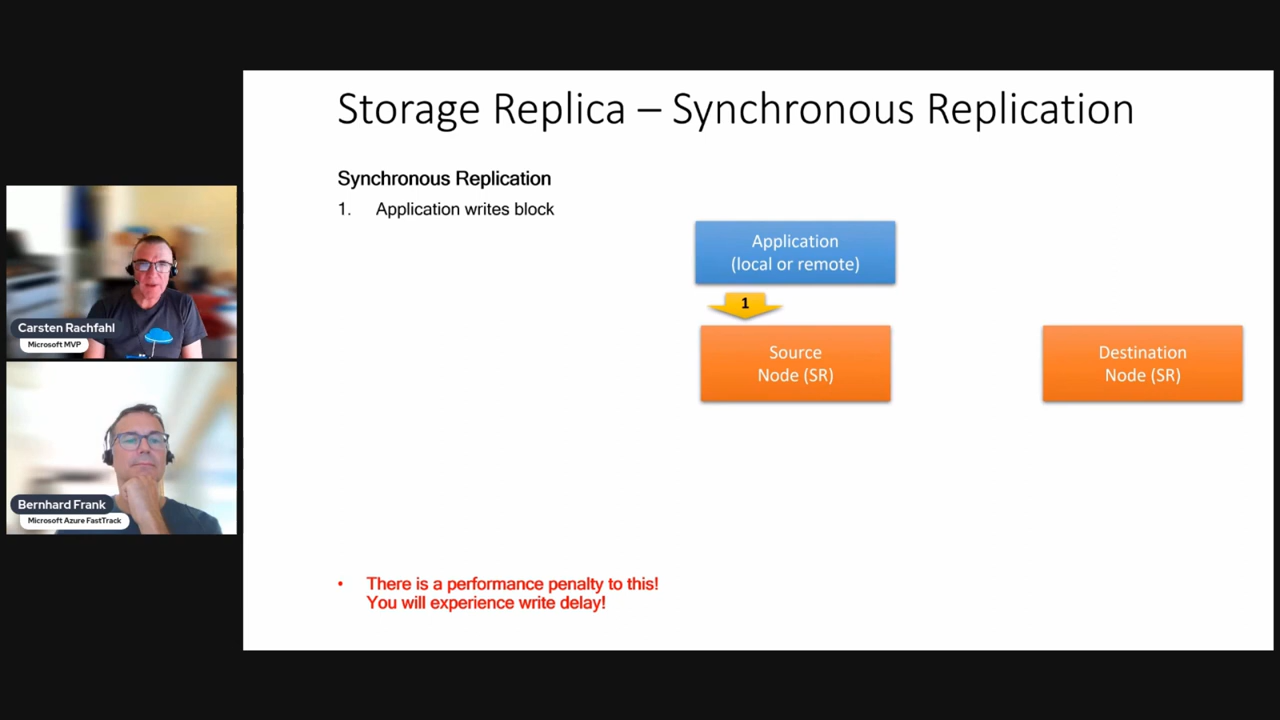 Storage Replica – Synchronous Replication
Synchronous Replication
1. Application writes block
Application
(local or remote)
1
Source
Node (SR)
Destination
Node (SR)
• There is a performance penalty to this!
You will experience write delay!
Carsten Rachfahl
Microsoft MVP
Bernhard Frank
Microsoft Azure FastTrack